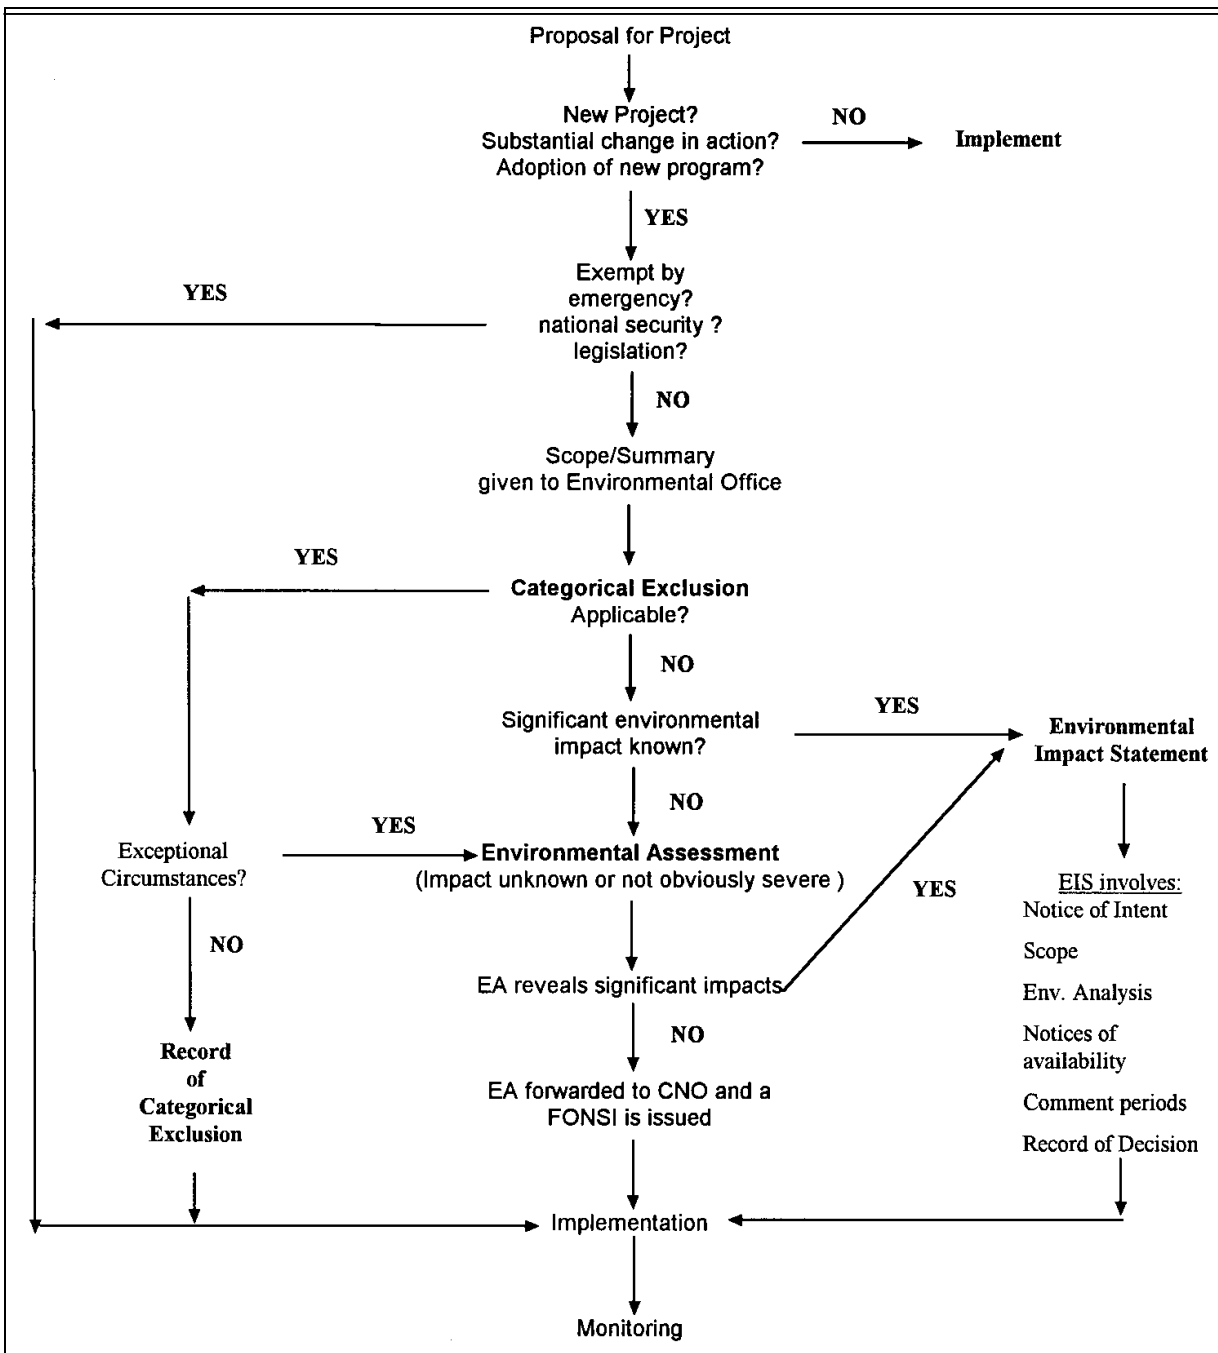 Proposal for Project
New Project?
Substantial change in action?
Adoption of new program?
NO
Implement
YES
Exempt by
emergency?
national security ?
legislation?
YES
NO
Scope/Summary
given to Environmental Office
YES
Categorical Exclusion
Applicable?
NO
Significant environmental
impact known?
YES
Environmental
Impact Statement
NO
Exceptional
Circumstances?
YES
Environmental Assessment
(Impact unknown or not obviously severe )
YES
EIS involves:
Notice of Intent
Scope
Env. Analysis
Notices of
availability
Comment periods
Record of Decision
NO
EA reveals significant impacts
NO
Record
of
Categorical
Exclusion
EA forwarded to CNO and a
FONSI is issued
Implementation
Monitoring